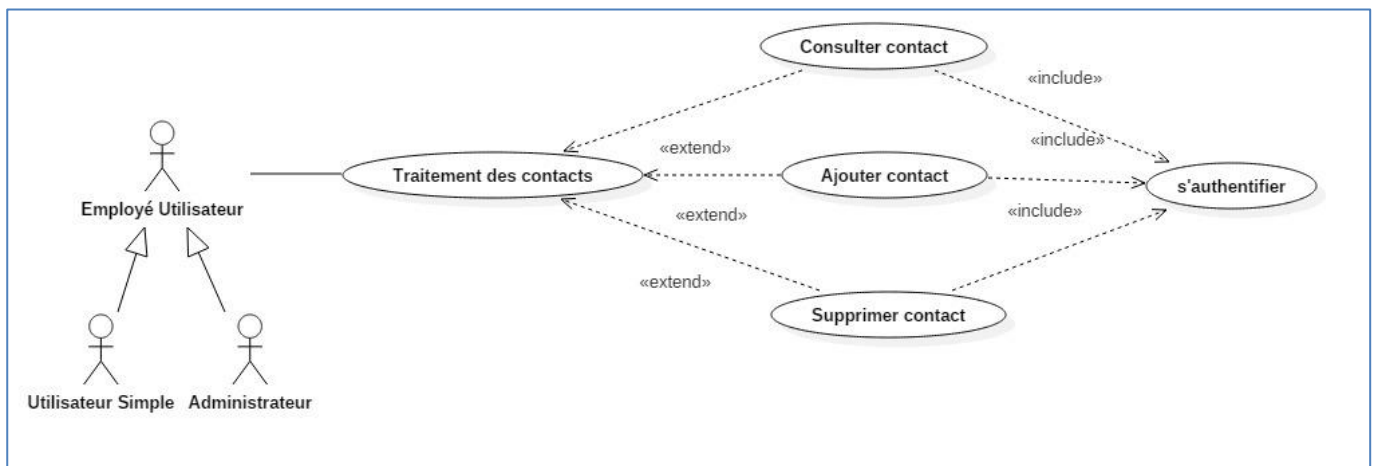 Consulter contact
«include»
«extend»
«include»
Traitement des contacts
Ajouter contact
s'authentifier
Employé Utilisateur
«extend»
«include»
«extend»
Supprimer contact
Utilisateur Simple
Administrateur